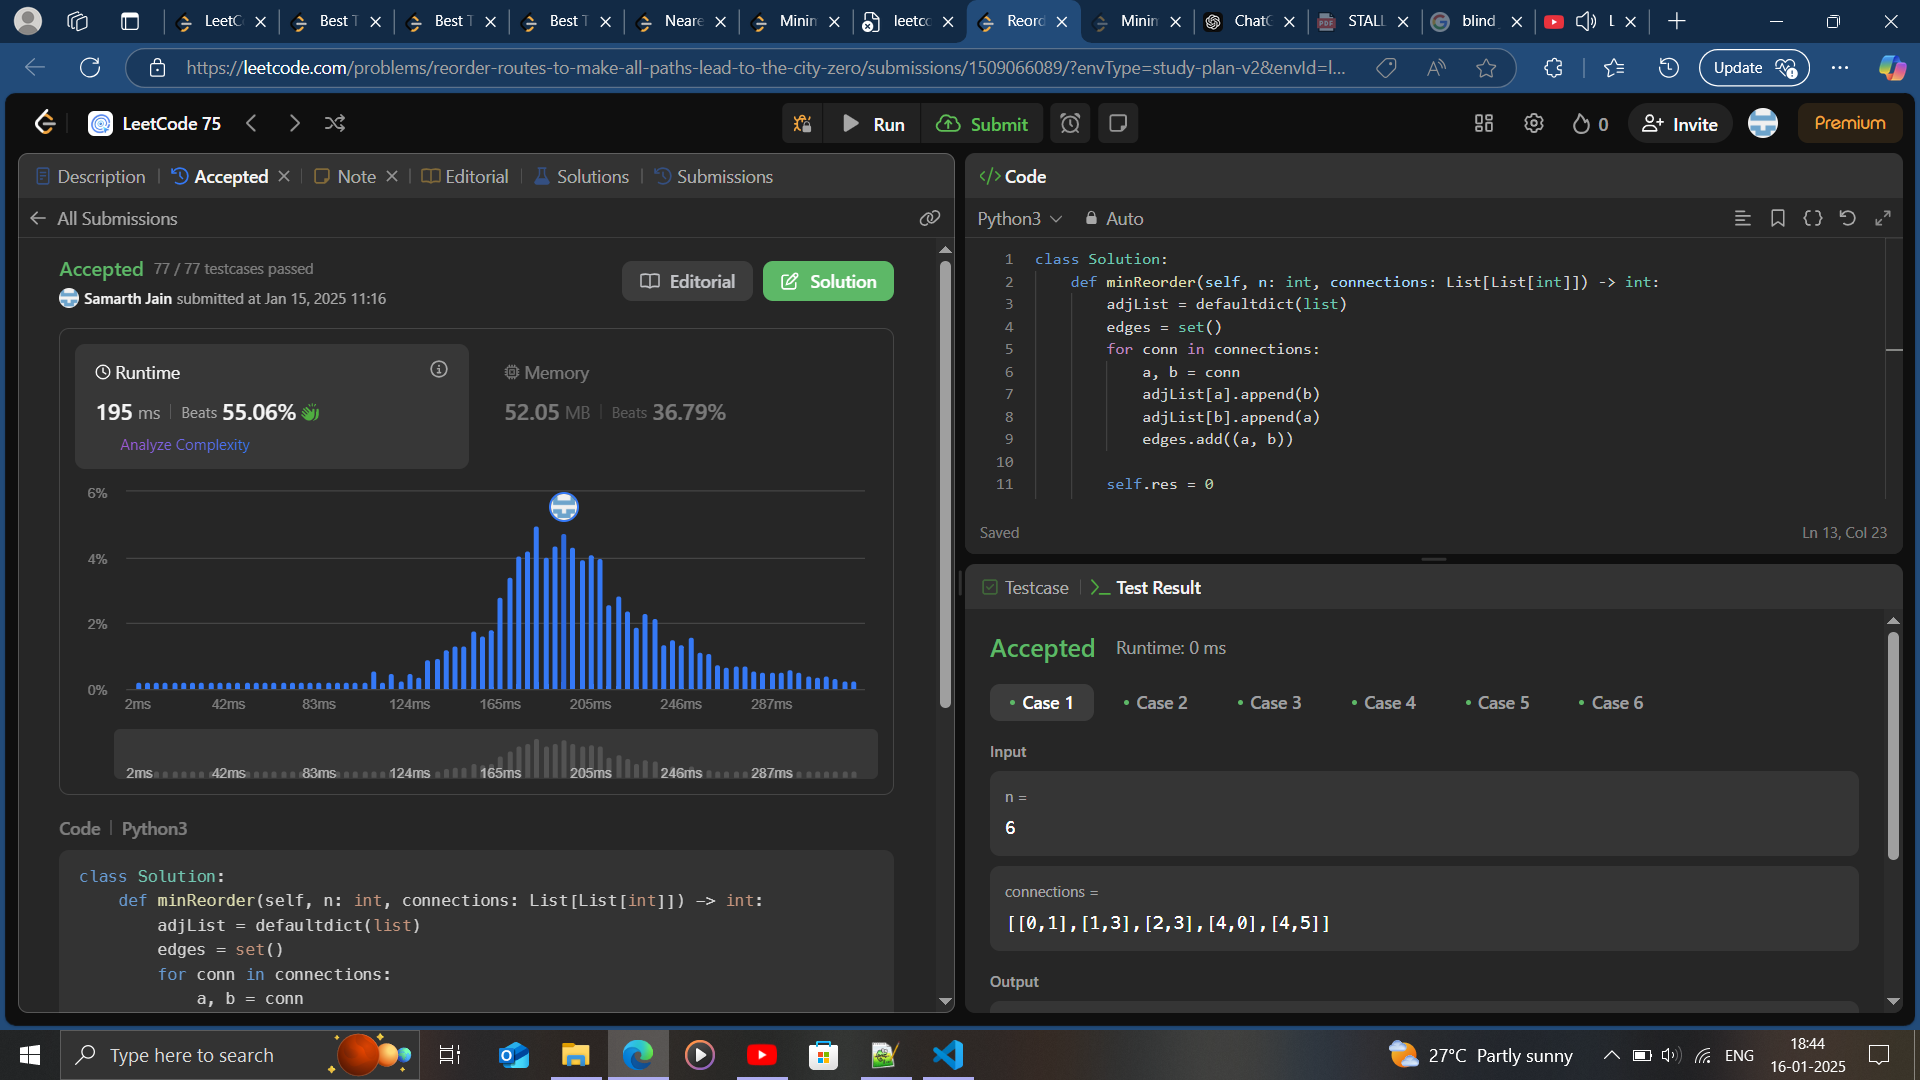 LeetC
Best T
Best T
Best T
Neare
Minin
leetco
Reord
Minin
ChatG
STALL
blind
L
https://leetcode.com/problems/reorder-routes-to-make-all-paths-lead-to-the-city-zero/submissions/1509066089/?envType=study-plan-v2&envId=l...
Update
LeetCode 75
Run
Submit
0
Invite
Premium
Description
Accepted
Note
Editorial
Solutions
Submissions
All Submissions
Accepted 77 / 77 testcases passed
Samarth Jain submitted at Jan 15, 2025 11:16
Editorial
Solution
Runtime
195 ms | Beats 55.06%
Analyze Complexity
Memory
52.05 MB | Beats 36.79%
6%
4%
2%
0%
2ms 42ms 83ms 124ms 165ms 205ms 246ms 287ms
2ms 42ms 83ms 124ms 165ms 205ms 246ms 287ms
Code | Python3
class Solution:
    def minReorder(self, n: int, connections: List[List[int]]) -> int:
        adjList = defaultdict(list)
        edges = set()
        for conn in connections:
            a, b = conn
</> Code
Python3
Auto
1 class Solution:
2     def minReorder(self, n: int, connections: List[List[int]]) -> int:
3         adjList = defaultdict(list)
4         edges = set()
5         for conn in connections:
6             a, b = conn
7             adjList[a].append(b)
8             adjList[b].append(a)
9             edges.add((a, b))
10
11         self.res = 0
Saved
Ln 13, Col 23
Testcase
Test Result
Accepted Runtime: 0 ms
Case 1
Case 2
Case 3
Case 4
Case 5
Case 6
Input
n =
6
connections =
[[0,1],[1,3],[2,3],[4,0],[4,5]]
Output
Type here to search
27°C Partly sunny
ENG
18:44
16-01-2025